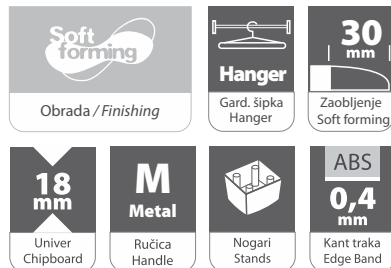 Soft
forming
Obrada / Finishing
Hanger
Gard. šipka
Hanger
30
mm
Zaobljenje
Soft forming
18
mm
Univer
Chipboard
M
Metal
Ručica
Handle
Nogari
Stands
ABS
0,4
mm
Kant traka
Edge Band